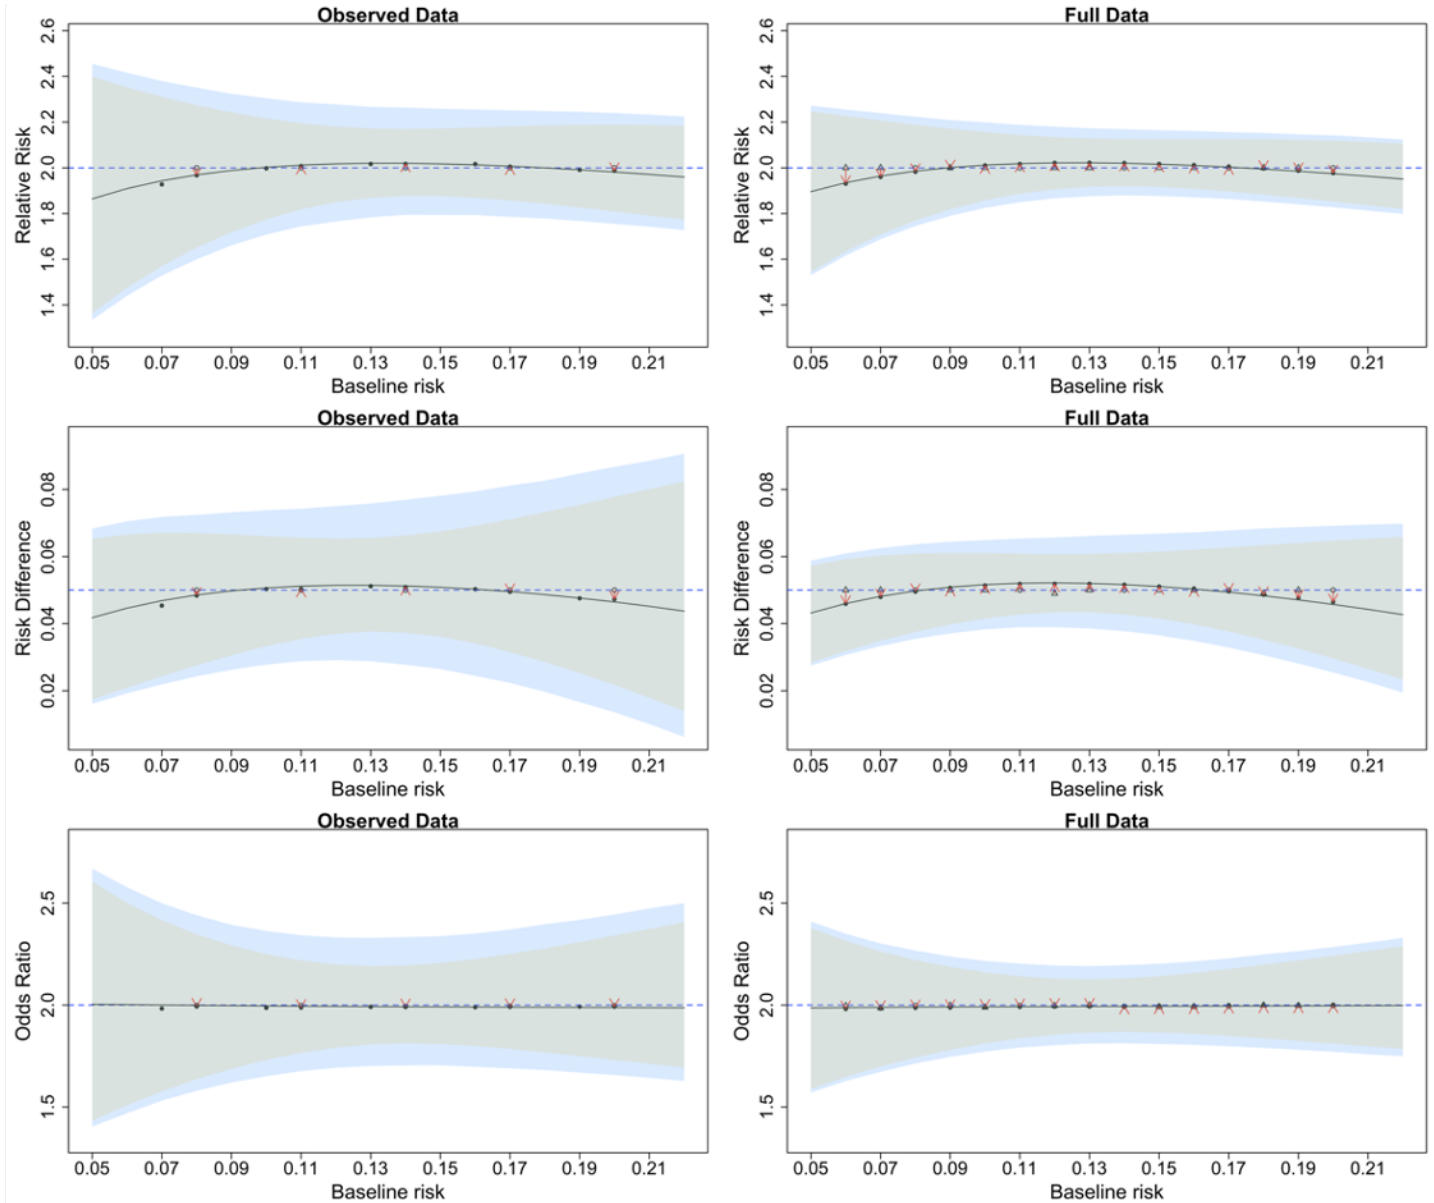 Observed Data
Relative Risk
2.6
2.4
2.2
2.0
1.8
1.6
1.4
0.05 0.07 0.09 0.11 0.13 0.15 0.17 0.19 0.21
Baseline risk
Full Data
Relative Risk
2.6
2.4
2.2
2.0
1.8
1.6
1.4
0.05 0.07 0.09 0.11 0.13 0.15 0.17 0.19 0.21
Baseline risk
Observed Data
Risk Difference
0.08
0.06
0.04
0.02
0.05 0.07 0.09 0.11 0.13 0.15 0.17 0.19 0.21
Baseline risk
Full Data
Risk Difference
0.08
0.06
0.04
0.02
0.05 0.07 0.09 0.11 0.13 0.15 0.17 0.19 0.21
Baseline risk
Observed Data
Odds Ratio
2.5
2.0
1.5
0.05 0.07 0.09 0.11 0.13 0.15 0.17 0.19 0.21
Baseline risk
Full Data
Odds Ratio
2.5
2.0
1.5
0.05 0.07 0.09 0.11 0.13 0.15 0.17 0.19 0.21
Baseline risk